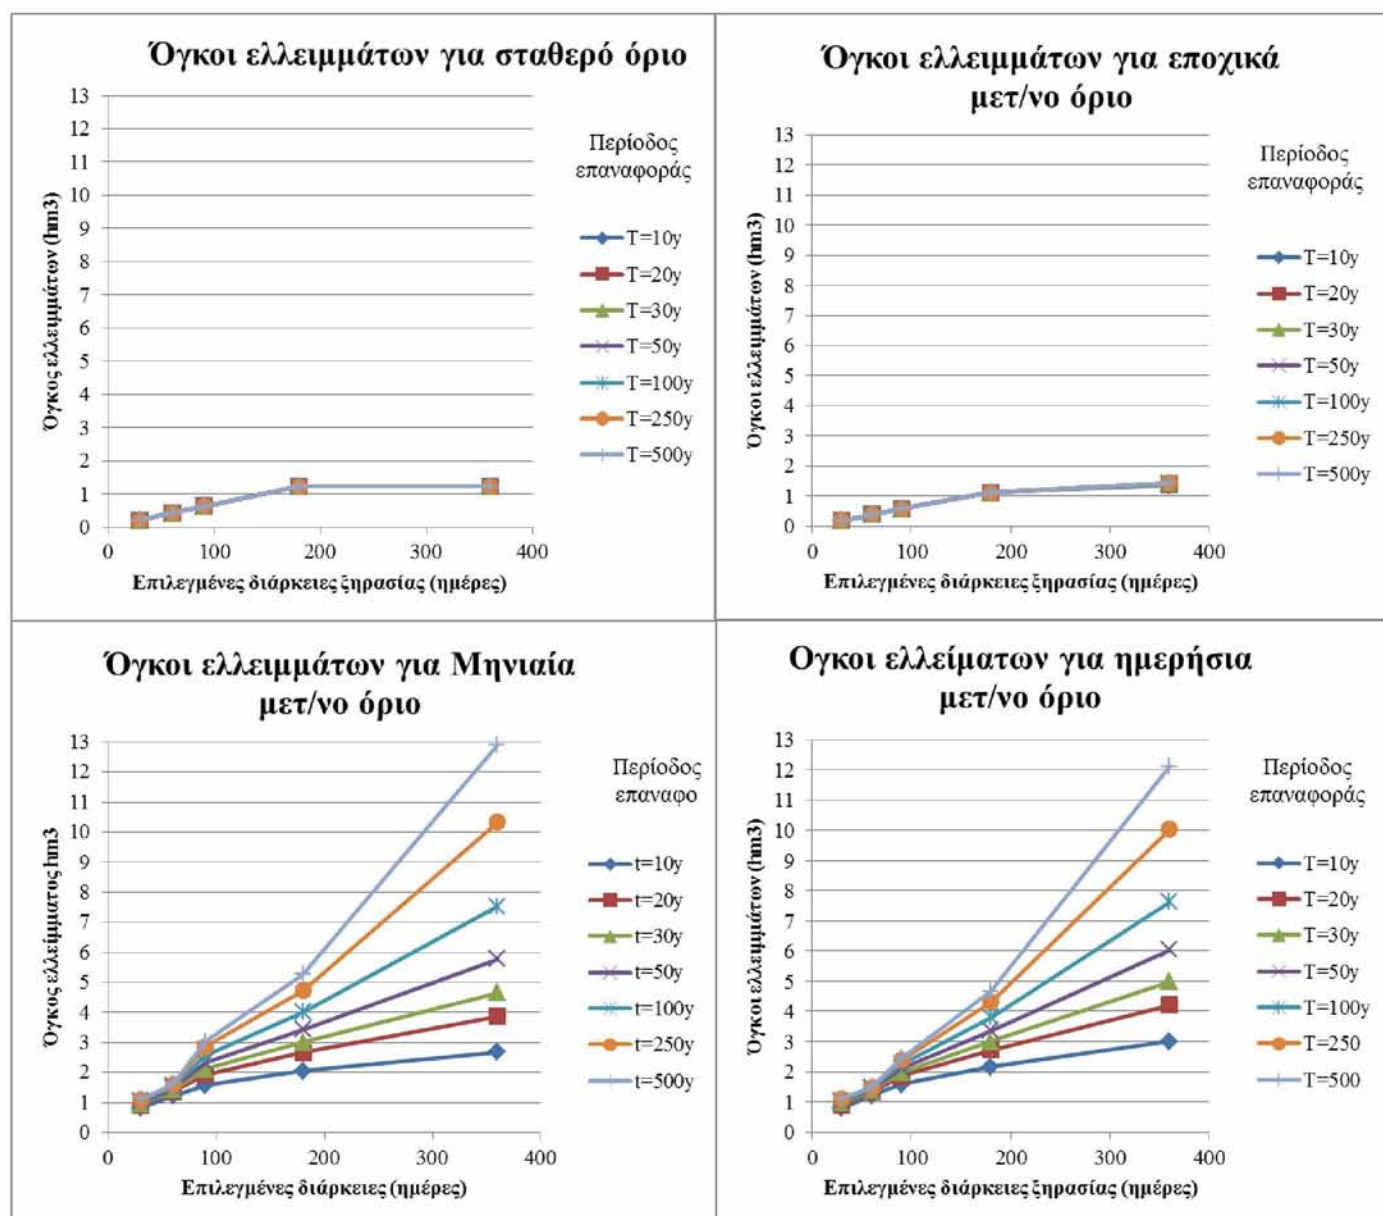 Όγκοι ελλειμμάτων για σταθερό όριο
13
12
11
10
9
8
7
6
5
4
3
2
1
0
Όγκος ελλειμμάτων (hm3)
0 100 200 300 400
Επιλεγμένες διάρκειες ξηρασίας (ημέρες)
Περίοδος
επαναφοράς
T=10y
T=20y
T=30y
T=50y
T=100y
T=250y
T=500y
Όγκοι ελλειμμάτων για εποχικά
μετ/νο όριο
13
12
11
10
9
8
7
6
5
4
3
2
1
0
Όγκοι ελλειμμάτων (hm3)
0 100 200 300 400
Επιλεγμένες διάρκειες ξηρασίας (ημέρες)
Περίοδος
επαναφοράς
T=10y
T=20y
T=30y
T=50y
T=100y
T=250y
T=500y
Όγκοι ελλειμμάτων για Μηνιαία
μετ/νο όριο
13
12
11
10
9
8
7
6
5
4
3
2
1
0
Όγκος ελλείμματος hm3
0 100 200 300 400
Επιλεγμένες διάρκειες (ημέρες)
Περίοδος
επαναφο
t=10y
t=20y
t=30y
t=50y
t=100y
t=250y
t=500y
Ογκοι ελλείματων για ημερήσια
μετ/νο όριο
13
12
11
10
9
8
7
6
5
4
3
2
1
0
Όγκοι ελλειμμάτων (hm3)
0 100 200 300 400
Επιλεγμένες διάρκειες ξηρασίας (ημέρες)
Περίοδος
επαναφοράς
T=10y
T=20y
T=30y
T=50y
T=100y
T=250
T=500